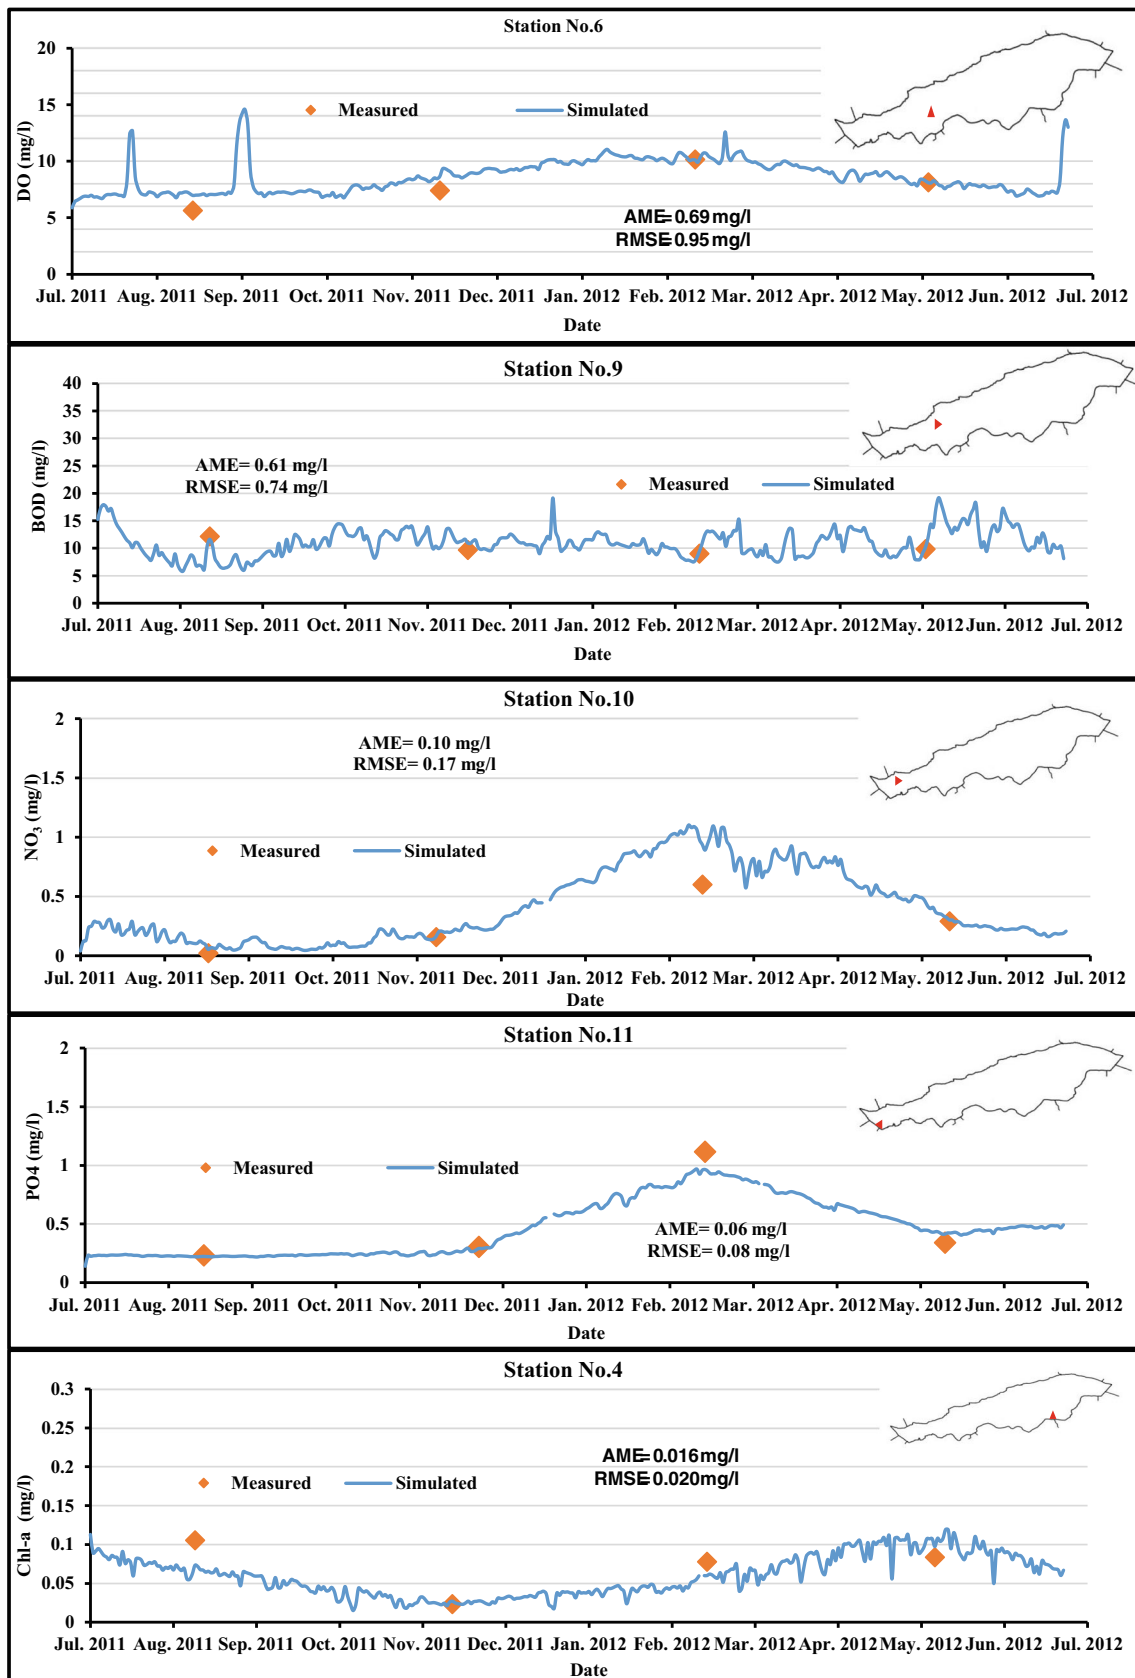 Station No.6
20
15
10
5
0
DO (mg/l)
Measured
Simulated
AME= 0.69 mg/l
RMSE= 0.95 mg/l
Jul. 2011 Aug. 2011 Sep. 2011 Oct. 2011 Nov. 2011 Dec. 2011 Jan. 2012 Feb. 2012 Mar. 2012 Apr. 2012 May. 2012 Jun. 2012 Jul. 2012
Date
Station No.9
40
35
30
25
20
15
10
5
0
BOD (mg/l)
AME= 0.61 mg/l
RMSE= 0.74 mg/l
Measured
Simulated
Jul. 2011 Aug. 2011 Sep. 2011 Oct. 2011 Nov. 2011 Dec. 2011 Jan. 2012 Feb. 2012 Mar. 2012 Apr. 2012 May. 2012 Jun. 2012 Jul. 2012
Date
Station No.10
2
1.5
1
0.5
0
NO3 (mg/l)
AME= 0.10 mg/l
RMSE= 0.17 mg/l
Measured
Simulated
Jul. 2011 Aug. 2011 Sep. 2011 Oct. 2011 Nov. 2011 Dec. 2011 Jan. 2012 Feb. 2012 Mar. 2012 Apr. 2012 May. 2012 Jun. 2012 Jul. 2012
Date
Station No.11
2
1.5
1
0.5
0
PO4 (mg/l)
Measured
Simulated
AME= 0.06 mg/l
RMSE= 0.08 mg/l
Jul. 2011 Aug. 2011 Sep. 2011 Oct. 2011 Nov. 2011 Dec. 2011 Jan. 2012 Feb. 2012 Mar. 2012 Apr. 2012 May. 2012 Jun. 2012 Jul. 2012
Date
Station No.4
0.3
0.25
0.2
0.15
0.1
0.05
0
Chl-a (mg/l)
AME= 0.016mg/l
RMSE= 0.020mg/l
Measured
Simulated
Jul. 2011 Aug. 2011 Sep. 2011 Oct. 2011 Nov. 2011 Dec. 2011 Jan. 2012 Feb. 2012 Mar. 2012 Apr. 2012 May. 2012 Jun. 2012 Jul. 2012
Date